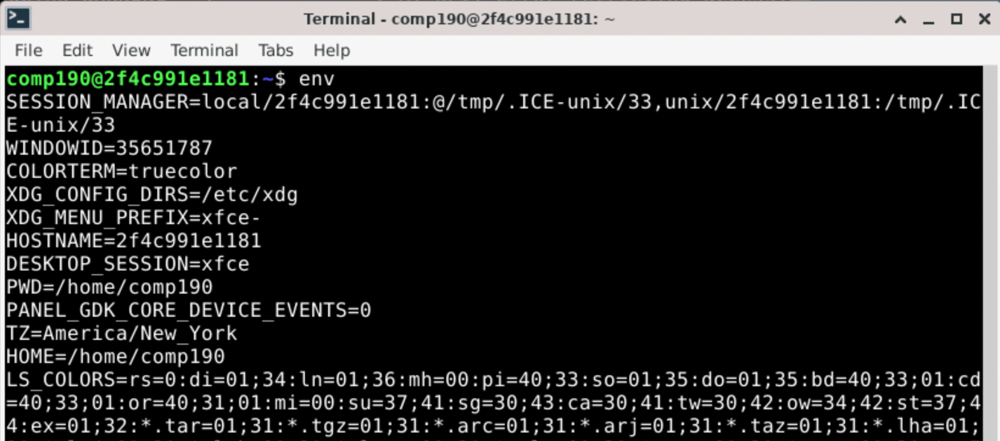 Terminal - comp190@2f4c991e1181: ~
File Edit View Terminal Tabs Help
comp190@2f4c991e1181:~$ env
SESSION_MANAGER=local/2f4c991e1181:@/tmp/.ICE-unix/33,unix/2f4c991e1181:/tmp/.IC
E-unix/33
WINDOWID=35651787
COLORTERM=truecolor
XDG_CONFIG_DIRS=/etc/xdg
XDG_MENU_PREFIX=xfce-
HOSTNAME=2f4c991e1181
DESKTOP_SESSION=xfce
PWD=/home/comp190
PANEL_GDK_CORE_DEVICE_EVENTS=0
TZ=America/New_York
HOME=/home/comp190
LS_COLORS=rs=0:di=01;34:ln=01;36:mh=00:pi=40;33:so=01;35:do=01;35:bd=40;33;01:cd
=40;33;01:or=40;31;01:mi=00:su=37;41:sg=30;43:ca=30;41:tw=30;42:ow=34;42:st=37;4
4:ex=01;32:*.tar=01;31:*.tgz=01;31:*.arc=01;31:*.arj=01;31:*.taz=01;31:*.lha=01;